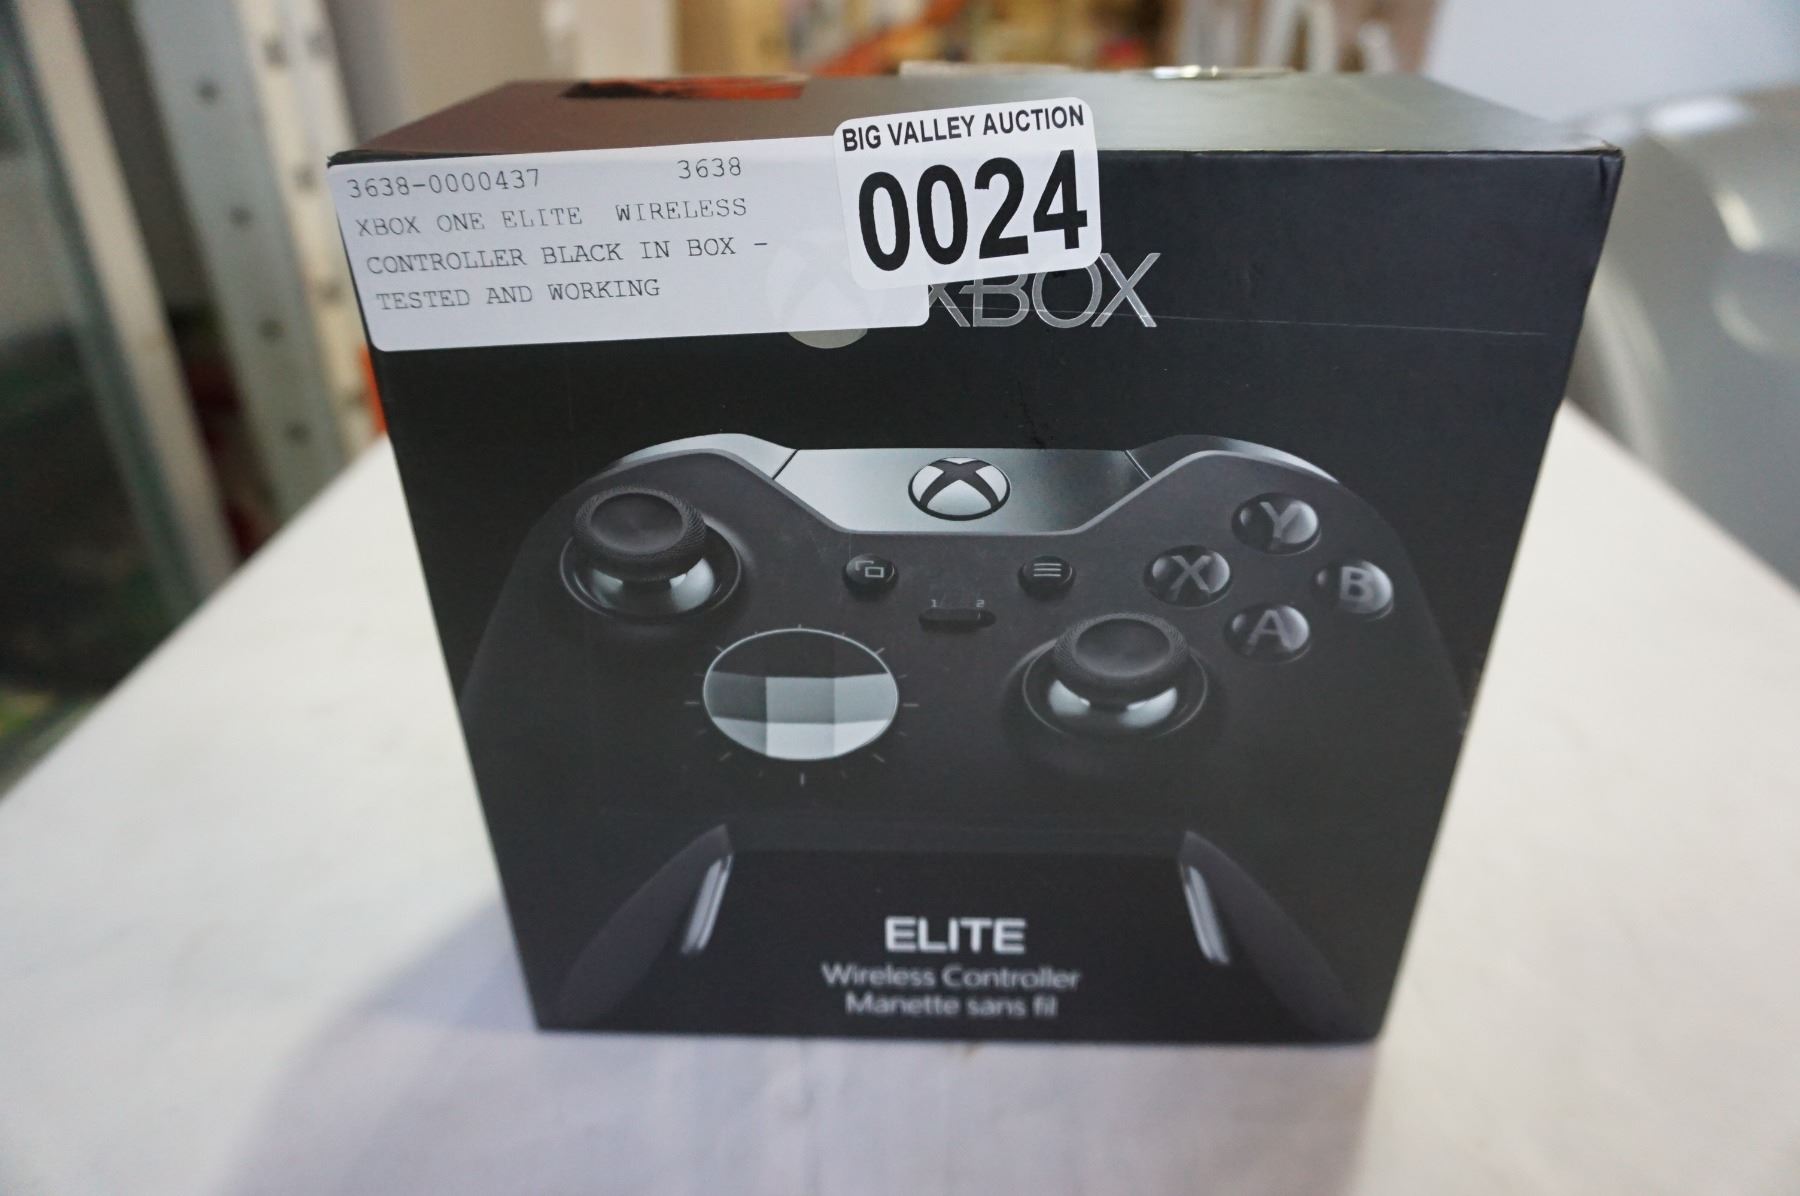 BIG VALLEY AUCTION
0024
3638-0000437 3638
XBOX ONE ELITE WIRELESS
CONTROLLER BLACK IN BOX -
TESTED AND WORKING
XBOX
Y
X B
A
1 2
ELITE
Wireless Controller
Manette sans fil